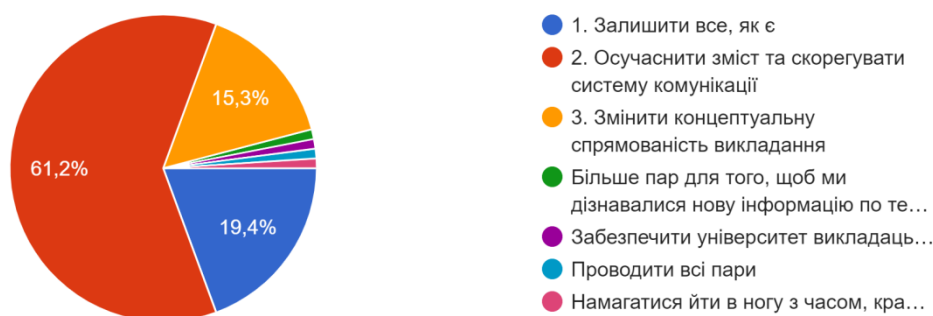 15,3%
61,2%
19,4%
1. Залишити все, як є
2. Осучаснити зміст та скорегувати
систему комунікації
3. Змінити концептуальну
спрямованість викладання
Більше пар для того, щоб ми
дізнавалися нову інформацію по те…
Забезпечити університет викладаць…
Проводити всі пари
Намагатися йти в ногу з часом, кра…